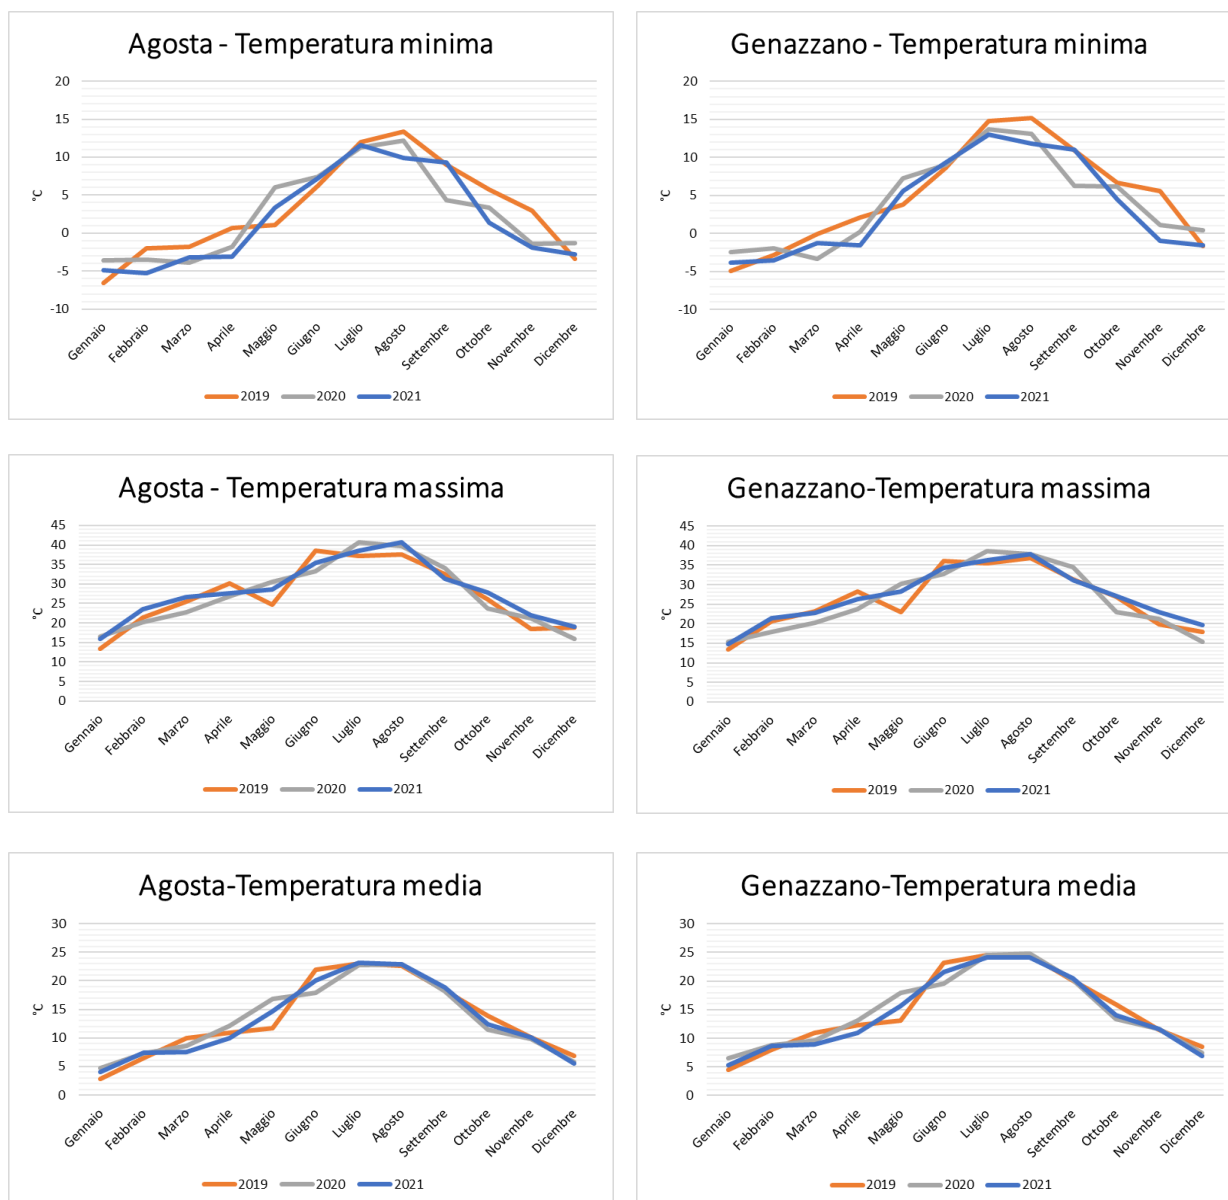 Agosta - Temperatura minima
20
15
10
5
0
-5
-10
°C
Gennaio
Febbraio
Marzo
Aprile
Maggio
Giugno
Luglio
Agosto
Settembre
Ottobre
Novembre
Dicembre
2019 2020 2021
Genazzano - Temperatura minima
20
15
10
5
0
-5
-10
°C
Gennaio
Febbraio
Marzo
Aprile
Maggio
Giugno
Luglio
Agosto
Settembre
Ottobre
Novembre
Dicembre
2019 2020 2021
Agosta - Temperatura massima
45
40
35
30
25
20
15
10
5
0
°C
Gennaio
Febbraio
Marzo
Aprile
Maggio
Giugno
Luglio
Agosto
Settembre
Ottobre
Novembre
Dicembre
2019 2020 2021
Genazzano-Temperatura massima
45
40
35
30
25
20
15
10
5
0
°C
Gennaio
Febbraio
Marzo
Aprile
Maggio
Giugno
Luglio
Agosto
Settembre
Ottobre
Novembre
Dicembre
2019 2020 2021
Agosta-Temperatura media
30
25
20
15
10
5
0
°C
Gennaio
Febbraio
Marzo
Aprile
Maggio
Giugno
Luglio
Agosto
Settembre
Ottobre
Novembre
Dicembre
2019 2020 2021
Genazzano-Temperatura media
30
25
20
15
10
5
0
°C
Gennaio
Febbraio
Marzo
Aprile
Maggio
Giugno
Luglio
Agosto
Settembre
Ottobre
Novembre
Dicembre
2019 2020 2021